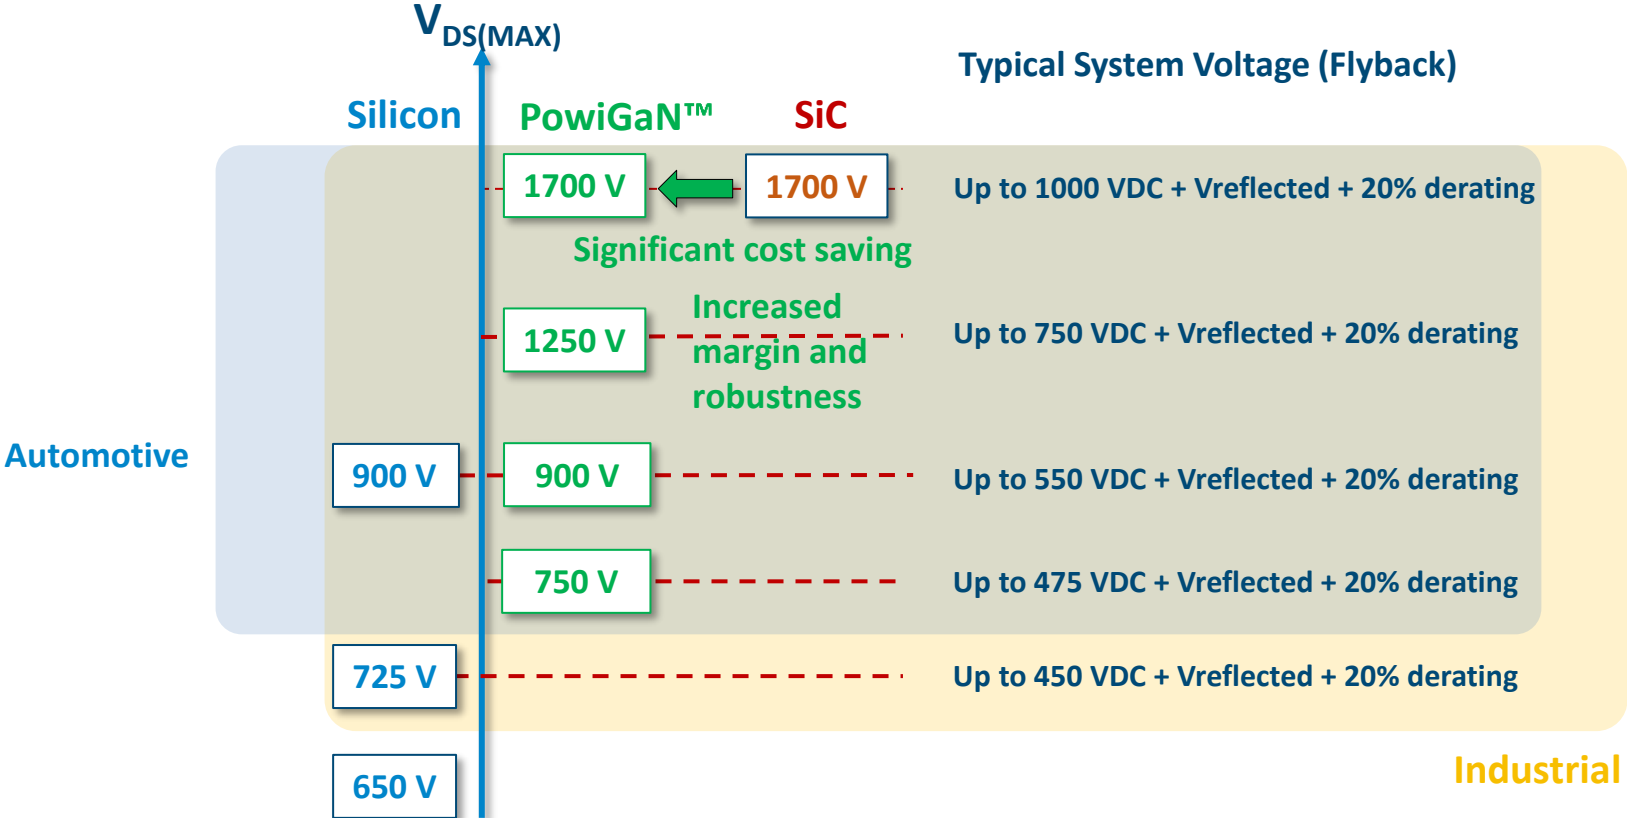 V DS(MAX)
Typical System Voltage (Flyback)
Silicon
PowiGaN™
SiC
1700 V
1700 V
Up to 1000 VDC + Vreflected + 20% derating
Significant cost saving
Increased
margin and
robustness
1250 V
Up to 750 VDC + Vreflected + 20% derating
Automotive
900 V
900 V
Up to 550 VDC + Vreflected + 20% derating
750 V
Up to 475 VDC + Vreflected + 20% derating
725 V
Up to 450 VDC + Vreflected + 20% derating
650 V
Industrial